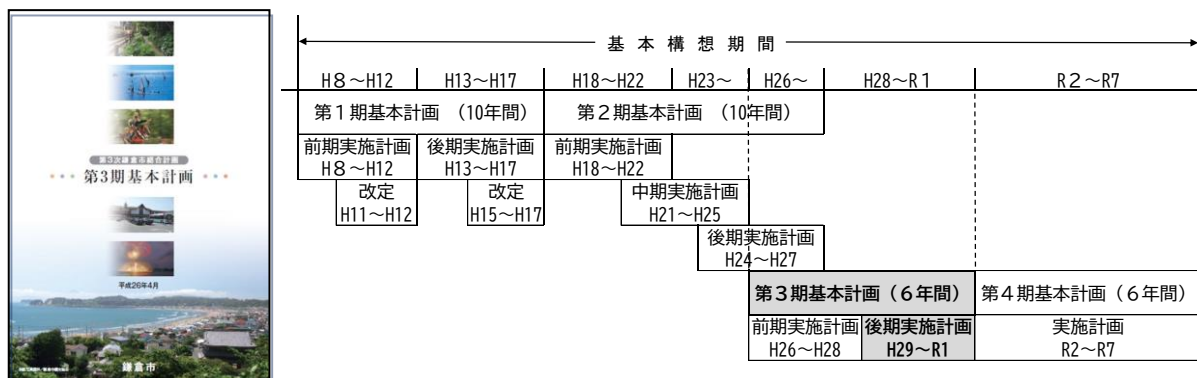 第3次鎌倉市総合計画
第3期基本計画
平成26年4月
鎌倉市
基本構想期間
H8～H12 H13～H17 H18～H22 H23～ H26～ H28～R1 R2～R7
第1期基本計画 (10年間) 第2期基本計画 (10年間)
前期実施計画 後期実施計画 前期実施計画
H8～H12 H13～H17 H18～H22
改定 改定 中期実施計画
H11～H12 H15～H17 H21～H25
後期実施計画
H24～H27
第3期基本計画（6年間） 第4期基本計画（6年間）
前期実施計画 後期実施計画 実施計画
H26～H28 H29～R1 R2～R7